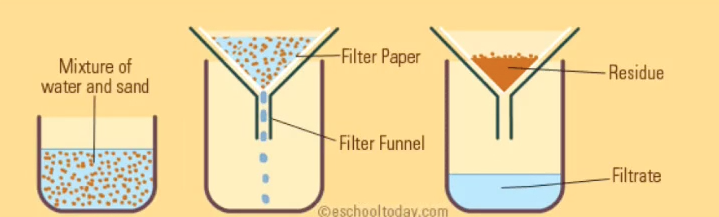 Mixture of
water and sand
Filter Paper
Filter Funnel
Residue
Filtrate
©eschooltoday.com